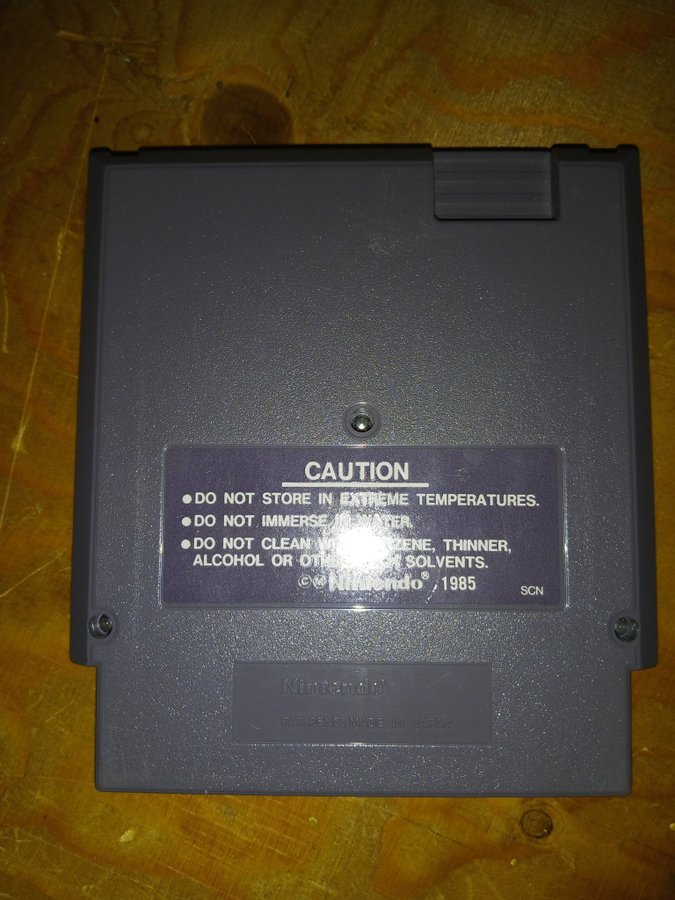 CAUTION
●DO NOT STORE IN EXTREME TEMPERATURES.
●DO NOT IMMERSE IN WATER.
●DO NOT CLEAN ZENE, THINNER,
ALCOHOL OR SOLVENTS.
©M Nintendo® 1985
SCN
Nintendo®
PAT. PEND. MADE IN JAPAN